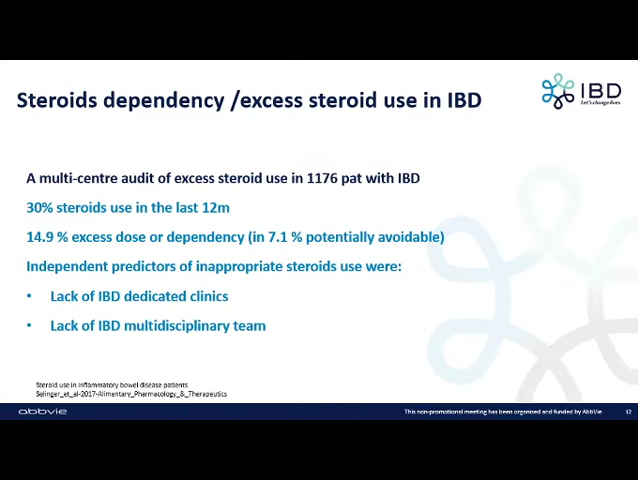 Steroids dependency /excess steroid use in IBD
IBD
Let's change lives
A multi-centre audit of excess steroid use in 1176 pat with IBD
30% steroids use in the last 12m
14.9 % excess dose or dependency (in 7.1 % potentially avoidable)
Independent predictors of inappropriate steroids use were:
• Lack of IBD dedicated clinics
• Lack of IBD multidisciplinary team
Steroid use in inflammatory bowel disease patients
Selinger_et_al-2017-Alimentary_Pharmacology_&_Therapeutics
abbvie
This non-promotional meeting has been organised and funded by AbbVie
12